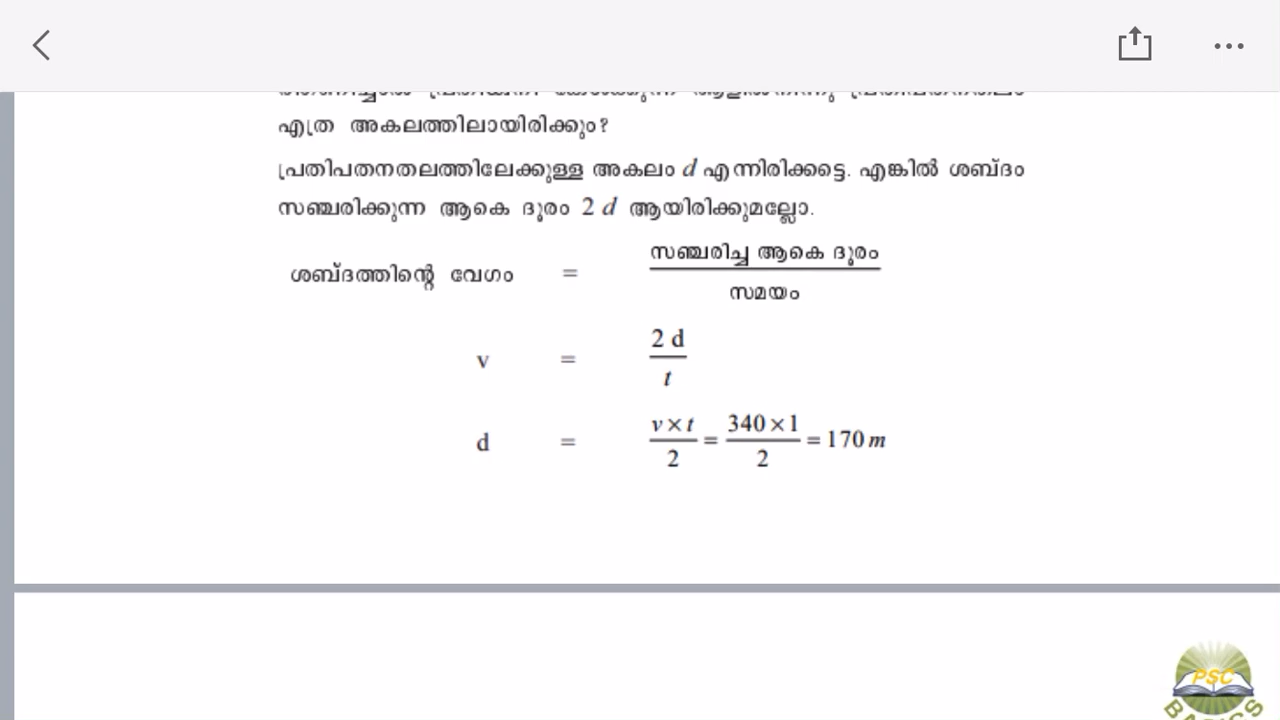 എത്ര അകലത്തിലായിരിക്കും?
പ്രതിപതനതലത്തിലേക്കുള്ള അകലം d എന്നിരിക്കട്ടെ. എങ്കിൽ ശബ്ദം
സഞ്ചരിക്കുന്ന ആകെ ദൂരം 2 d ആയിരിക്കുമല്ലോ.
ശബ്ദത്തിന്റെ വേഗം = സഞ്ചരിച്ച ആകെ ദൂരം / സമയം
v = 2 d / t
d = v × t / 2 = 340 × 1 / 2 = 170 m
PSC
BASICS